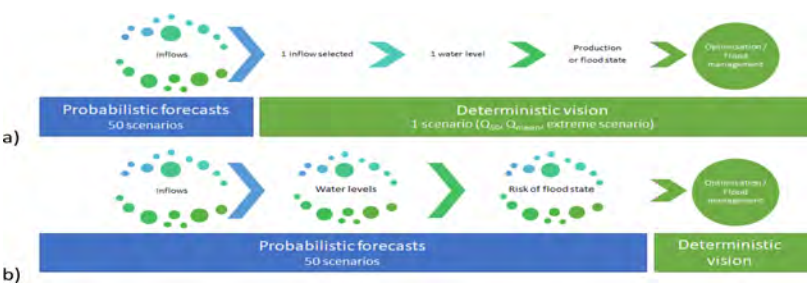 Inflows
1 inflow selected
1 water level
Production
or flood state
Optimisation /
Flood
management
Probabilistic forecasts
50 scenarios
Deterministic vision
1 scenario (Q50, Qmean, extreme scenario)
a)
Inflows
Water levels
Risk of flood state
Optimisation /
Flood
management
Probabilistic forecasts
50 scenarios
Deterministic
vision
b)